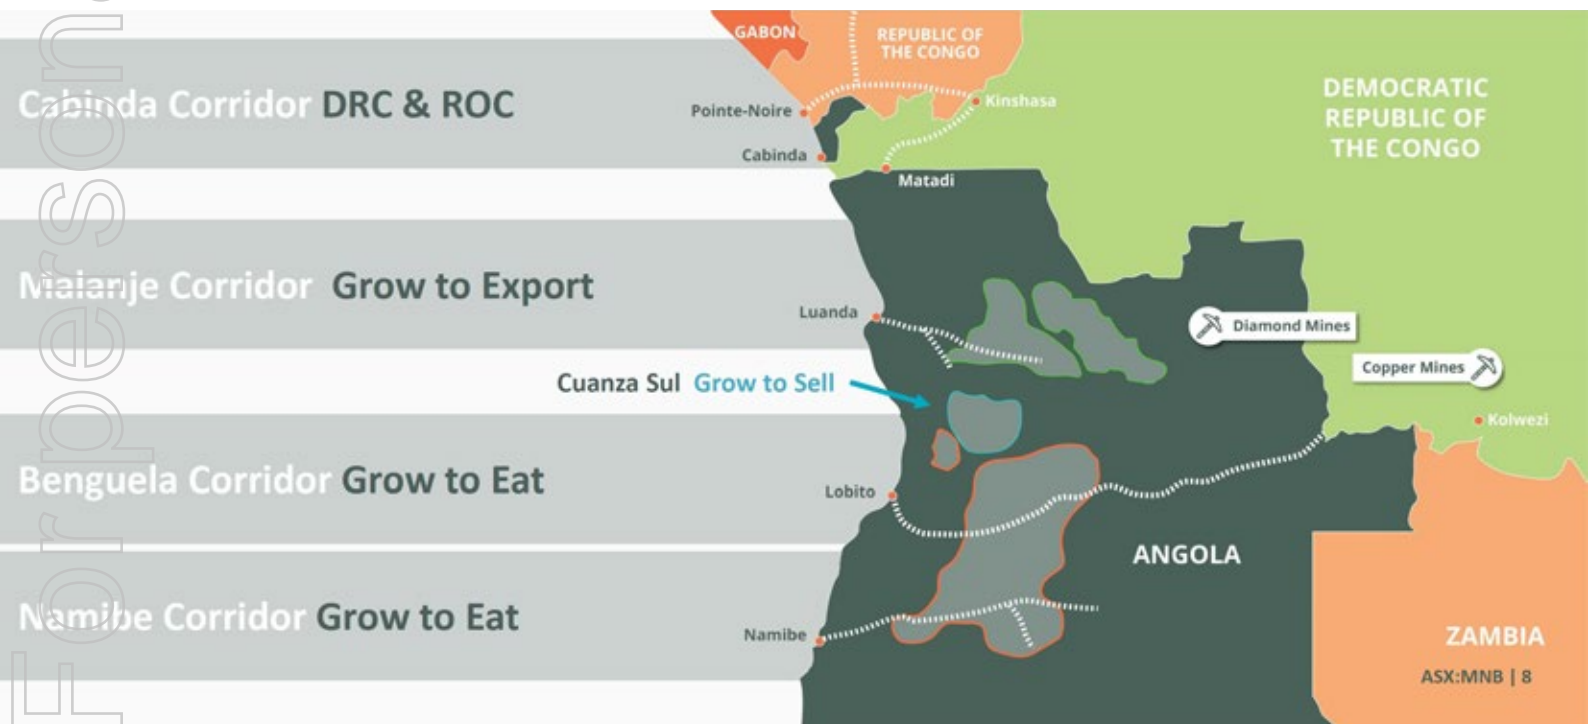 For person
Cabinda Corridor DRC & ROC
Malanje Corridor Grow to Export
Cuanza Sul Grow to Sell
Benguela Corridor Grow to Eat
Namibe Corridor Grow to Eat
GABON
REPUBLIC OF
THE CONGO
DEMOCRATIC
REPUBLIC OF
THE CONGO
Pointe-Noire
Kinshasa
Cabinda
Matadi
Luanda
Diamond Mines
Copper Mines
Kolwezi
Lobito
ANGOLA
Namibe
ZAMBIA
ASX:MNB | 8